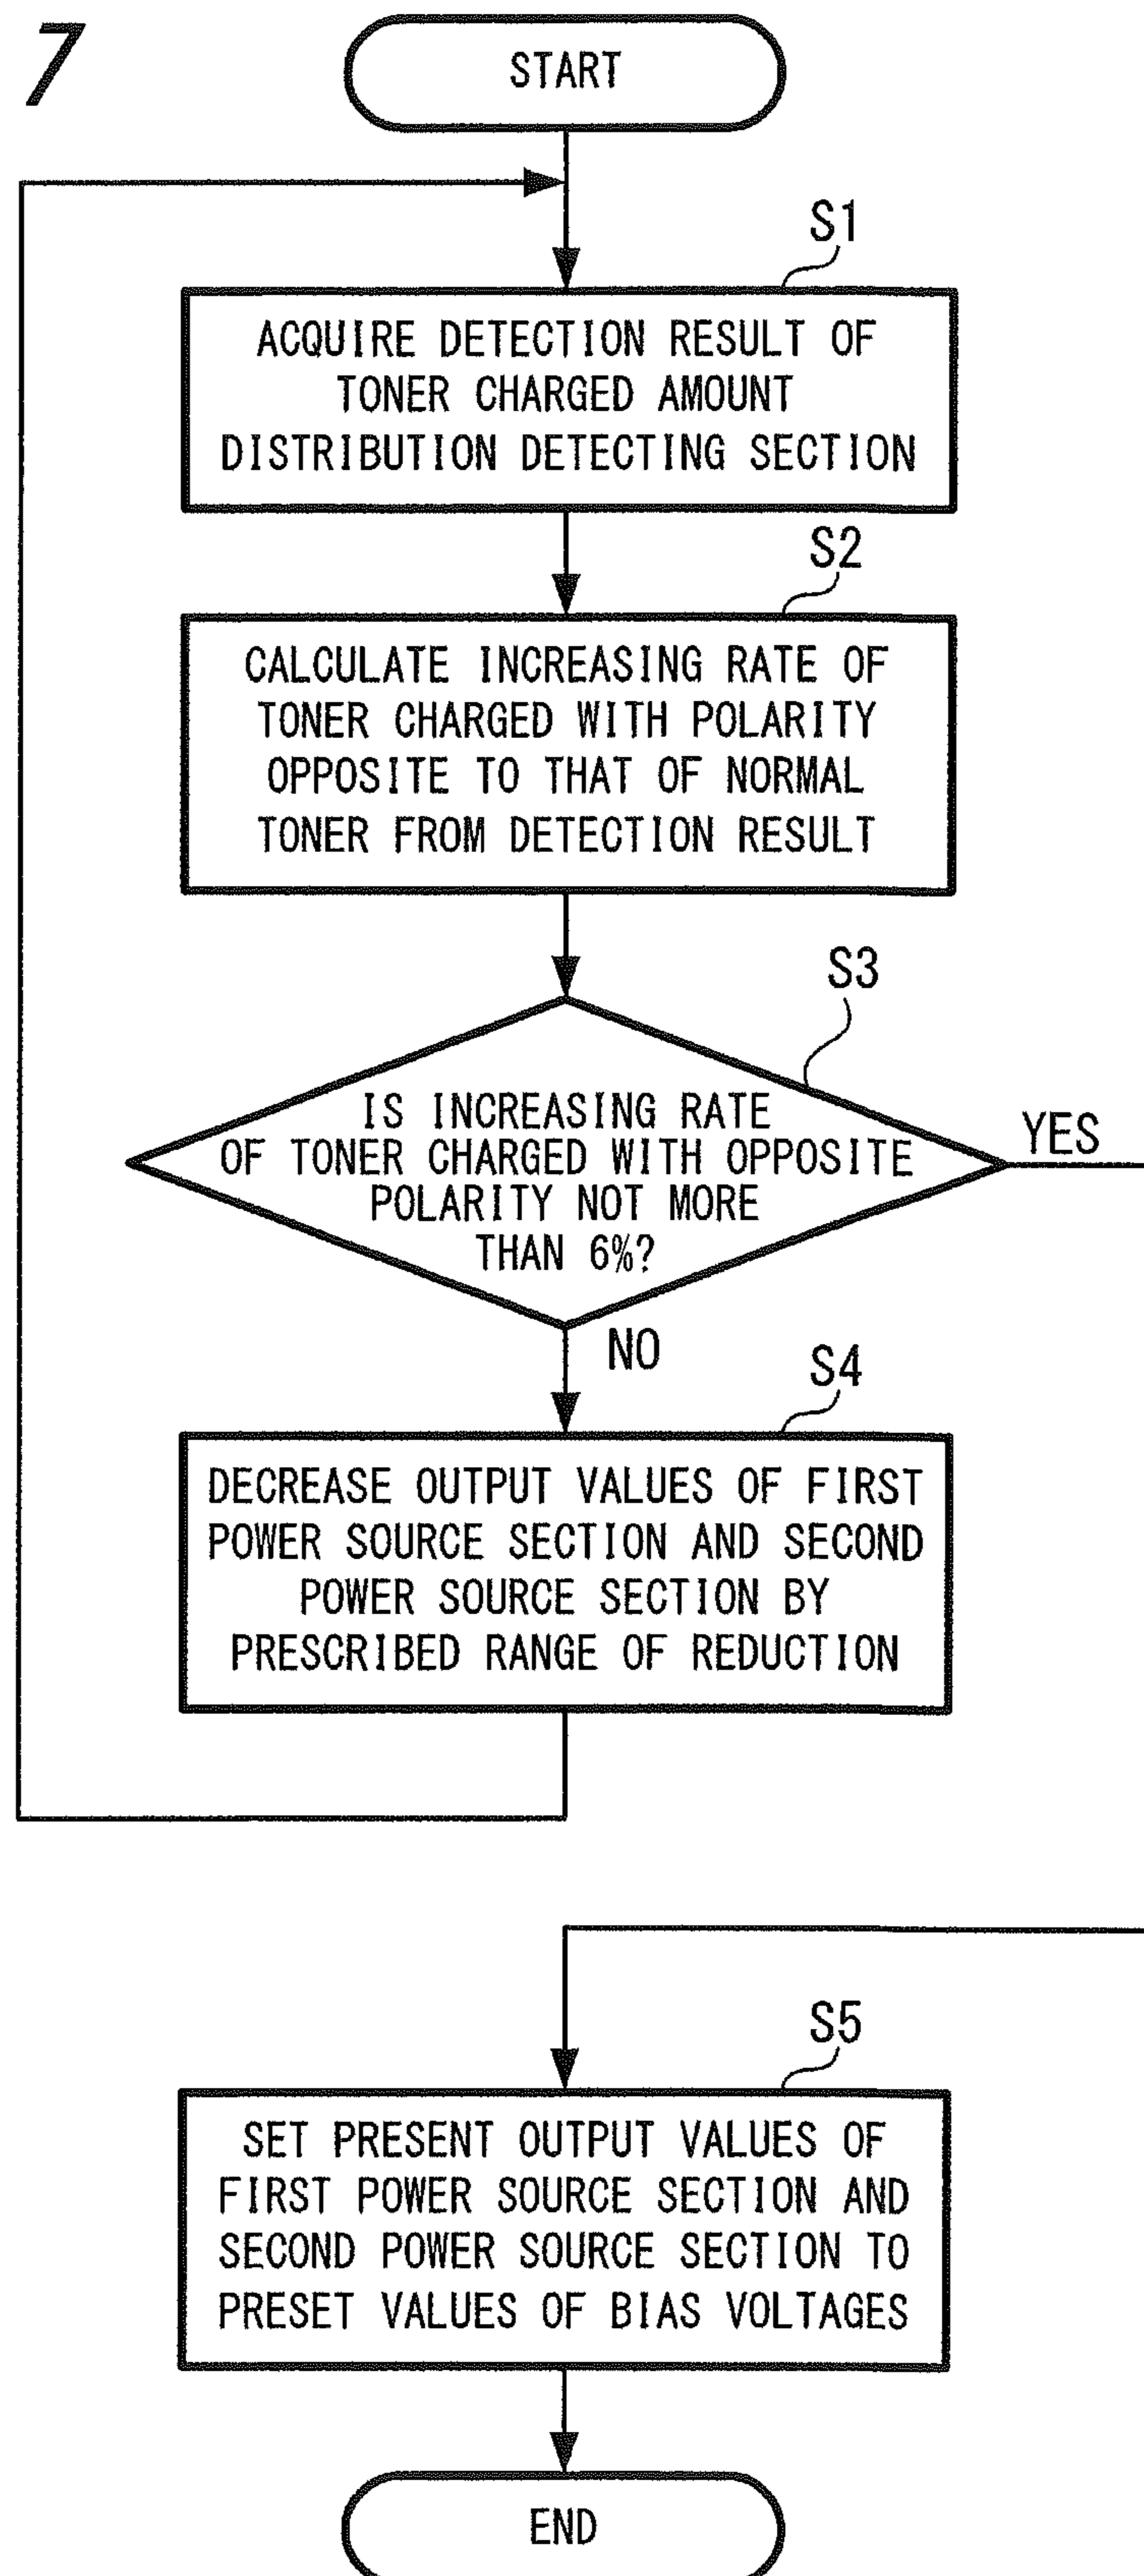 7
START
S1
ACQUIRE DETECTION RESULT OF
TONER CHARGED AMOUNT
DISTRIBUTION DETECTING SECTION
S2
CALCULATE INCREASING RATE OF
TONER CHARGED WITH POLARITY
OPPOSITE TO THAT OF NORMAL
TONER FROM DETECTION RESULT
S3
IS INCREASING RATE
OF TONER CHARGED WITH OPPOSITE
POLARITY NOT MORE
THAN 6%?
YES
NO
S4
DECREASE OUTPUT VALUES OF FIRST
POWER SOURCE SECTION AND SECOND
POWER SOURCE SECTION BY
PRESCRIBED RANGE OF REDUCTION
S5
SET PRESENT OUTPUT VALUES OF
FIRST POWER SOURCE SECTION AND
SECOND POWER SOURCE SECTION TO
PRESET VALUES OF BIAS VOLTAGES
END